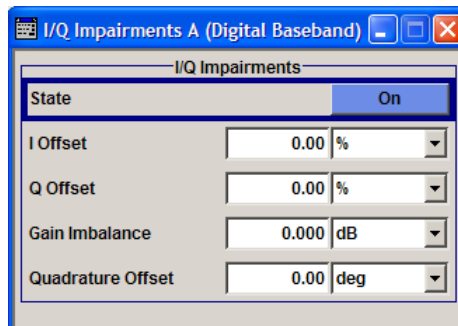 I/Q Impairments A (Digital Baseband)
I/Q Impairments
State On
I Offset 0.00 %
Q Offset 0.00 %
Gain Imbalance 0.000 dB
Quadrature Offset 0.00 deg